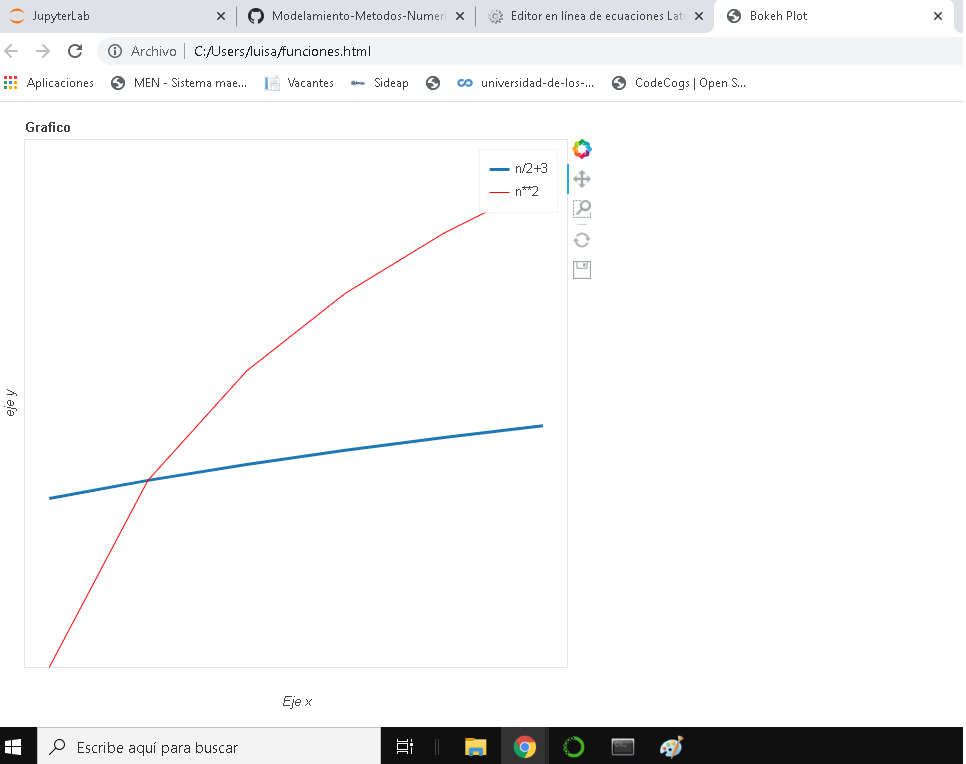 JupyterLab
Modelamiento-Metodos-Numeri
Editor en línea de ecuaciones Late
Bokeh Plot
Archivo
C:/Users/luisa/funciones.html
Aplicaciones
MEN - Sistema mae...
Vacantes
Sideap
universidad-de-los-...
CodeCogs | Open S...
Grafico
n/2+3
n**2
eje y
Eje x
Escribe aquí para buscar